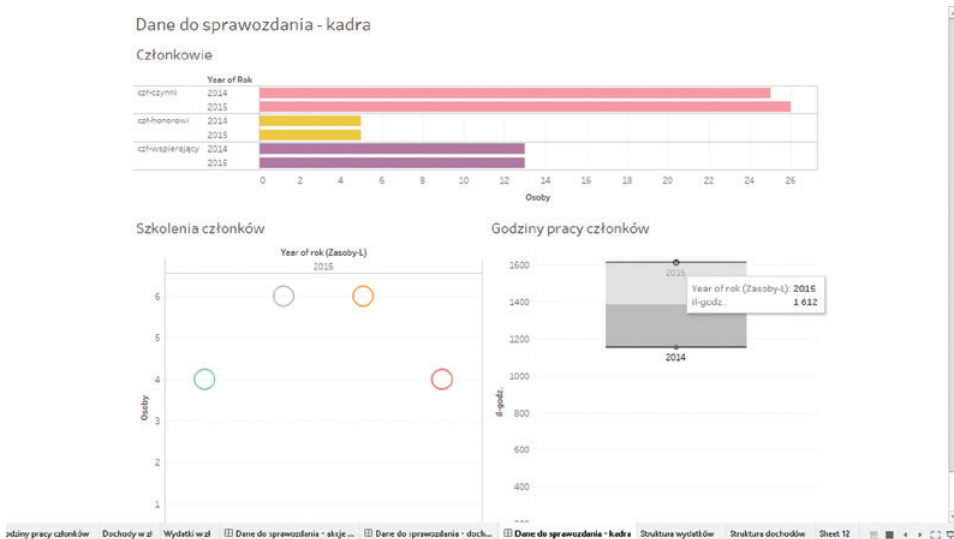 Dane do sprawozdania - kadra
Członkowie
Year of Rok
czł-czynni 2014
2015
czł-honorowi 2014
2015
czł-wspierający 2014
2015
0 2 4 6 8 10 12 14 16 18 20 22 24 26
Osoby
Szkolenia członków
Year of rok (Zasoby-L)
2015
6
5
4
3
2
1
Osoby
Godziny pracy członków
1600
1400
1200
1000
800
600
400
il-godz.
2015
Year of rok (Zasoby-L): 2015
il-godz.: 1 612
2014
odziny pracy członków Dochody w zł Wydatki w zł Dane do sprawozdania - akcje ... Dane do sprawozdania - doch... Dane do sprawozdania - kadra Struktura wydatków Struktura dochodów Sheet 12